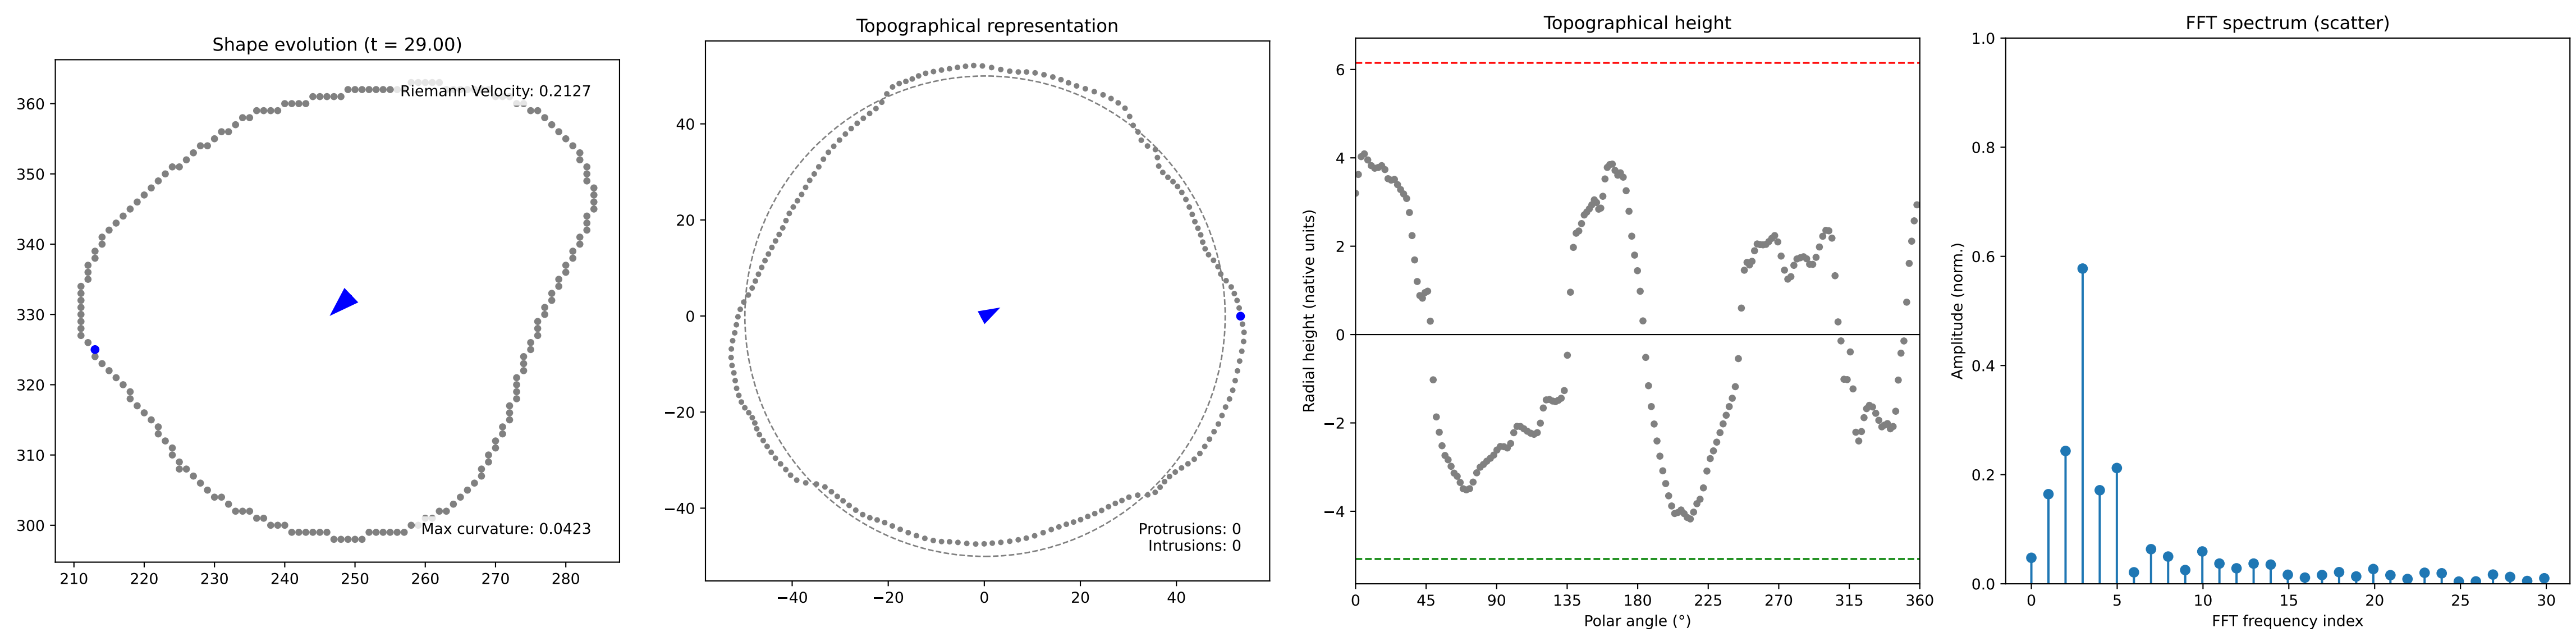 Shape evolution (t = 29.00)
Riemann Velocity: 0.2127
Max curvature: 0.0423
360
350
340
330
320
310
300
210 220 230 240 250 260 270 280
Topographical representation
40
20
0
−20
−40
−40 −20 0 20 40
Protrusions: 0
Intrusions: 0
Topographical height
Radial height (native units)
6
4
2
0
−2
−4
0 45 90 135 180 225 270 315 360
Polar angle (°)
FFT spectrum (scatter)
Amplitude (norm.)
1.0
0.8
0.6
0.4
0.2
0.0
0 5 10 15 20 25 30
FFT frequency index